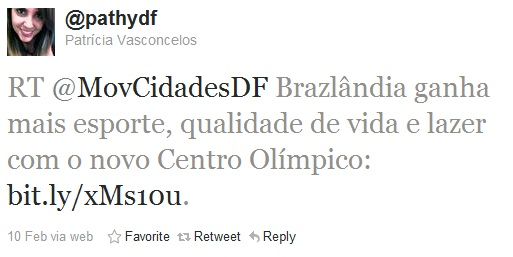 @pathydf
Patrícia Vasconcelos
RT @MovCidadesDF Brazlândia ganha
mais esporte, qualidade de vida e lazer
com o novo Centro Olímpico:
bit.ly/xMs1ou.
10 Feb via web Favorite Retweet Reply